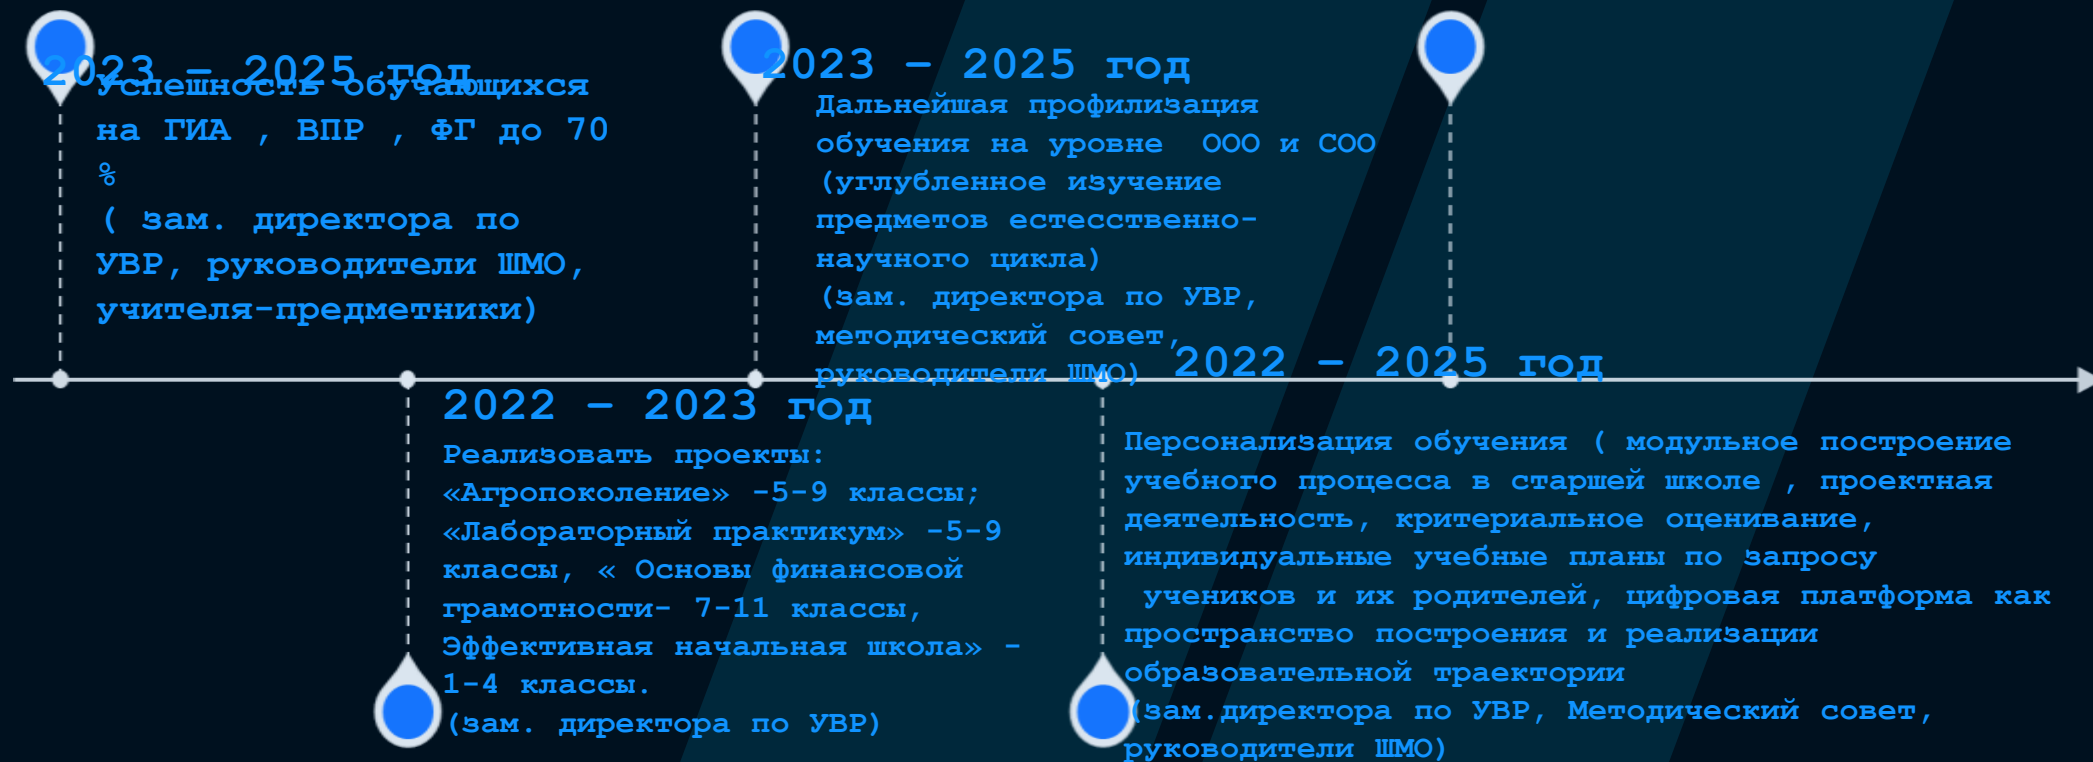 2023 – 2025 год
Успешность обучающихся
на ГИА , ВПР , ФГ до 70
%
( зам. директора по
УВР, руководители ШМО,
учителя-предметники)
2022 – 2023 год
Реализовать проекты:
«Агропоколение» -5-9 классы;
«Лабораторный практикум» -5-9
классы, « Основы финансовой
грамотности- 7-11 классы,
Эффективная начальная школа» -
1-4 классы.
(зам. директора по УВР)
2023 – 2025 год
Дальнейшая профилизация
обучения на уровне  ООО и СОО
(углубленное изучение
предметов естесственно-
научного цикла)
(зам. директора по УВР,
методический совет,
руководители ШМО)
2022 – 2025 год
Персонализация обучения ( модульное построение
учебного процесса в старшей школе , проектная
деятельность, критериальное оценивание,
индивидуальные учебные планы по запросу
учеников и их родителей, цифровая платформа как
пространство построения и реализации
образовательной траектории
(зам.директора по УВР, Методический совет,
руководители ШМО)